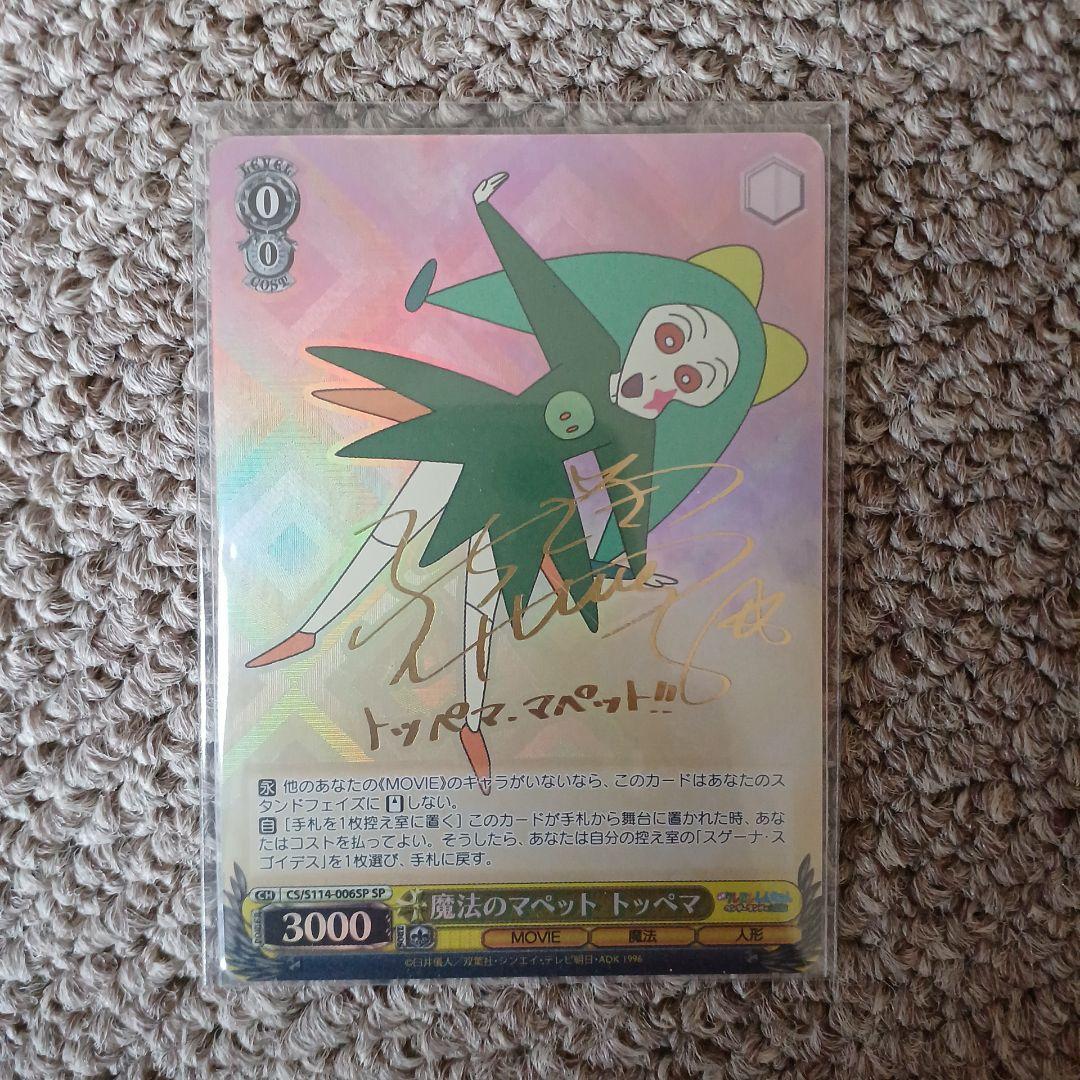 LEVEL
0
0
COST
トッペマ・マペット!!
永 他のあなたの《MOVIE》のキャラがいないなら、このカードはあなたのス
タンドフェイズに しない。
自 [手札を1枚控え室に置く] このカードが手札から舞台に置かれた時、あな
たはコストを払ってよい。そうしたら、あなたは自分の控え室の「スゲーナ・ス
ゴイデス」を1枚選び、手札に戻す。
CH CS/S114-006SP SP
3000
魔法のマペット トッペマ
MOVIE 魔法 人形
©臼井儀人/双葉社・シンエイ・テレビ朝日・ADK 1996